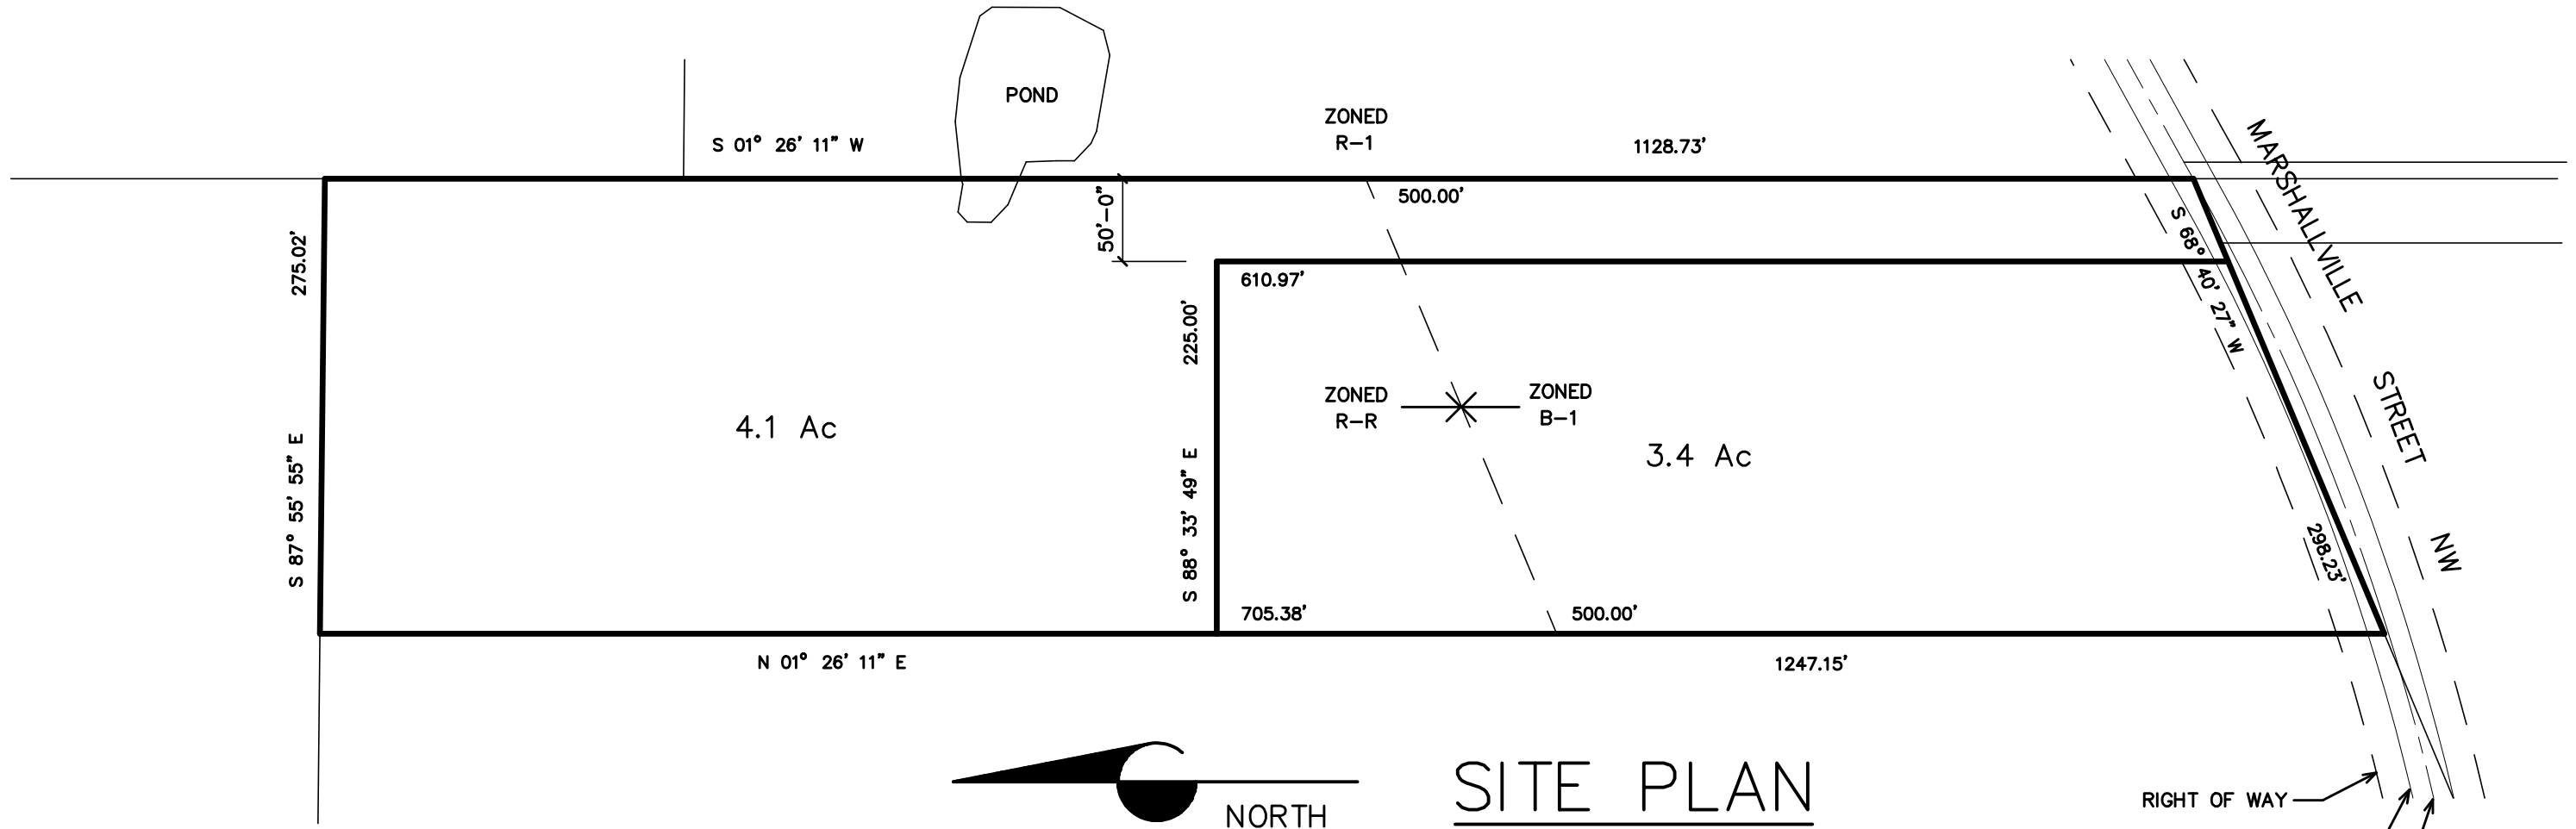 POND
ZONED
R-1
S 01° 26' 11" W
1128.73'
500.00'
50'-0"
MARSHALLVILLE
STREET
NW
S 68° 40' 27" W
298.23'
275.02'
S 87° 55' 55" E
610.97'
225.00'
S 88° 33' 49" E
ZONED
R-R
ZONED
B-1
4.1 Ac
3.4 Ac
705.38'
500.00'
N 01° 26' 11" E
1247.15'
NORTH
SITE PLAN
RIGHT OF WAY